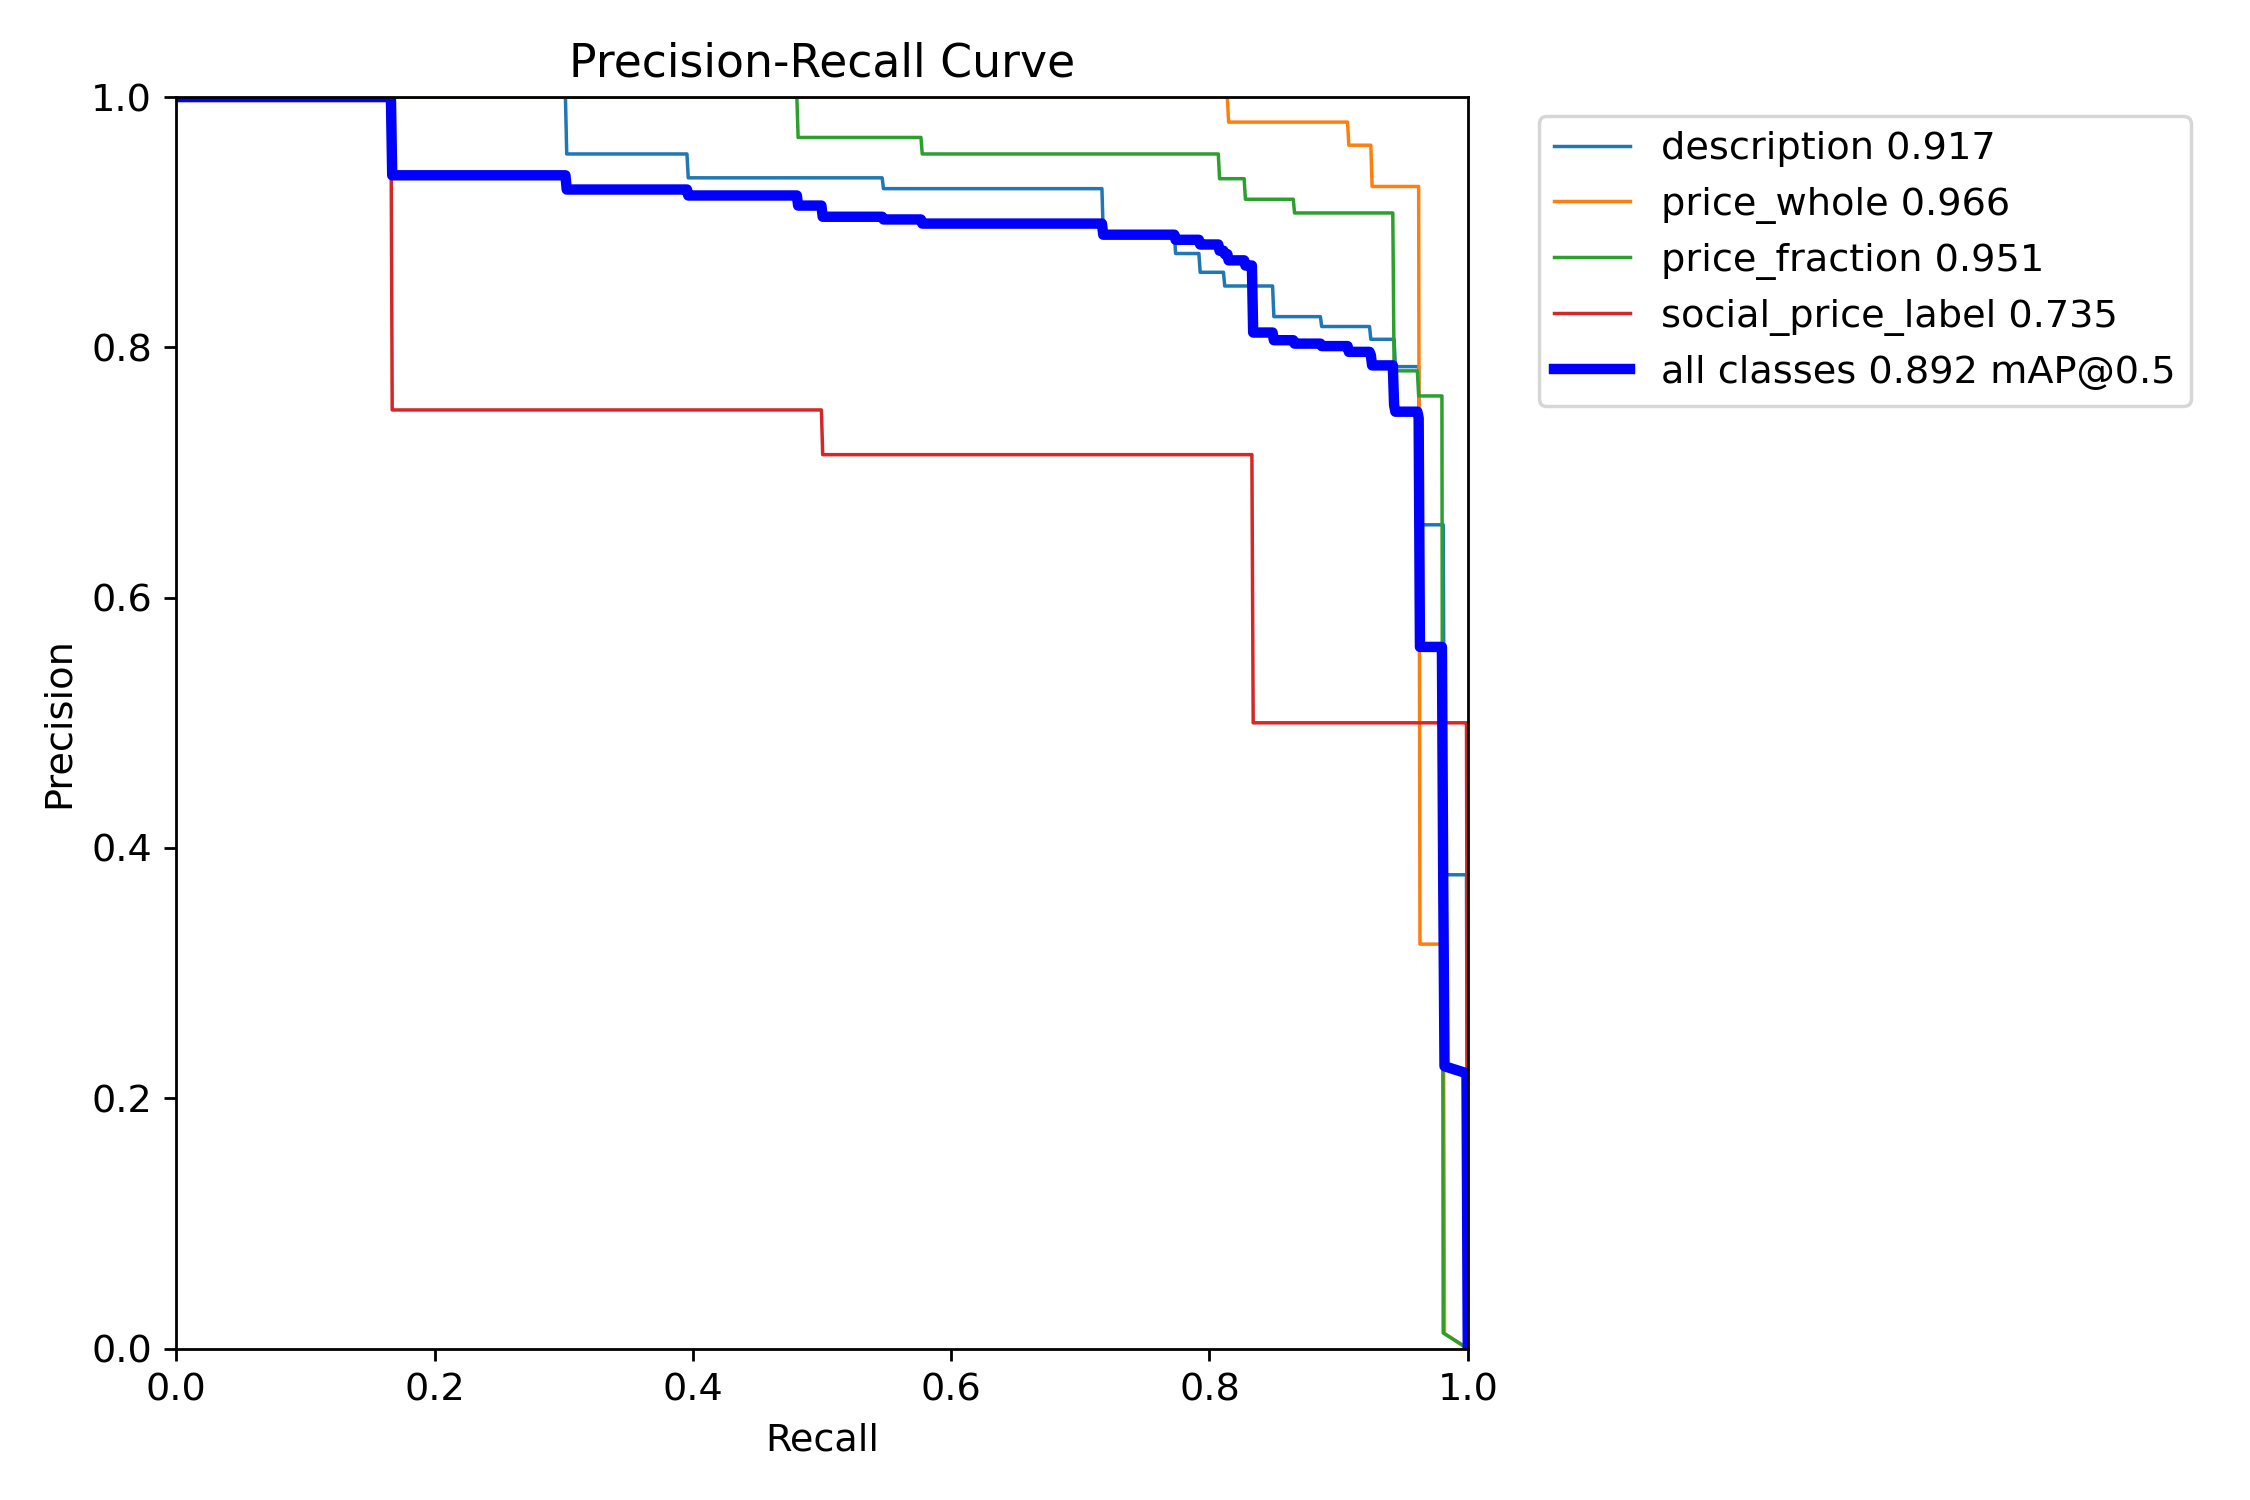 Precision-Recall Curve
1.0
0.8
0.6
0.4
0.2
0.0
Precision
0.0 0.2 0.4 0.6 0.8 1.0
Recall
description 0.917
price_whole 0.966
price_fraction 0.951
social_price_label 0.735
all classes 0.892 mAP@0.5